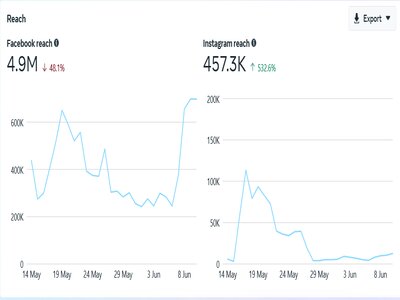 Reach
Export
Facebook reach
Instagram reach
4.9M ↓ 48.1%
457.3K ↑ 532.6%
600K
400K
200K
0
14 May 19 May 24 May 29 May 3 Jun 8 Jun
200K
150K
100K
50K
0
14 May 19 May 24 May 29 May 3 Jun 8 Jun